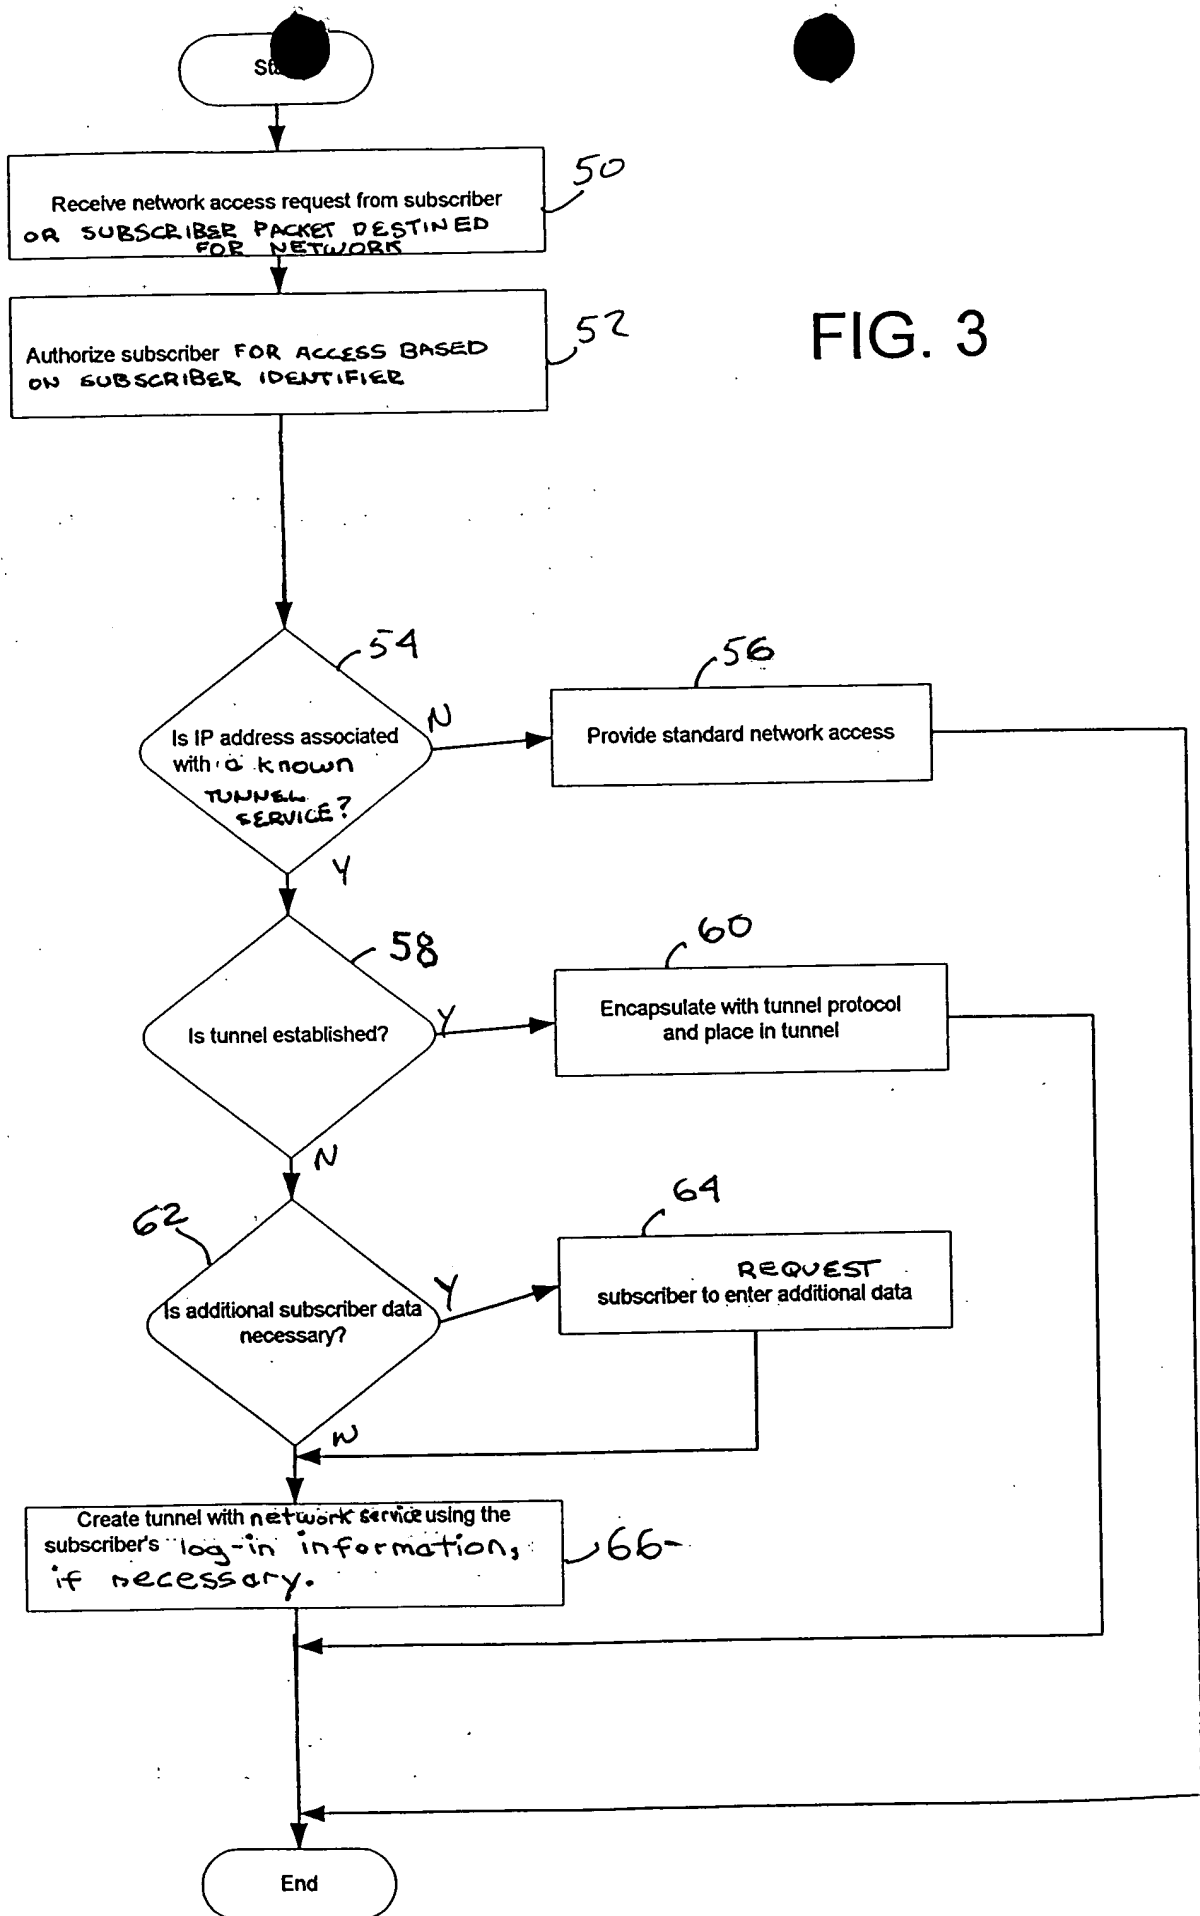 50
Receive network access request from subscriber
OR SUBSCRIBER PACKET DESTINED
FOR NETWORK
52
FIG. 3
Authorize subscriber FOR ACCESS BASED
ON SUBSCRIBER IDENTIFIER
54
56
N
Is IP address associated
with a known
TUNNEL
SERVICE?
Provide standard network access
Y
58
60
Is tunnel established?
Y
Encapsulate with tunnel protocol
and place in tunnel
N
62
64
Is additional subscriber data
necessary?
Y
REQUEST
subscriber to enter additional data
N
Create tunnel with network service using the
subscriber's log-in information,
if necessary.
66
End